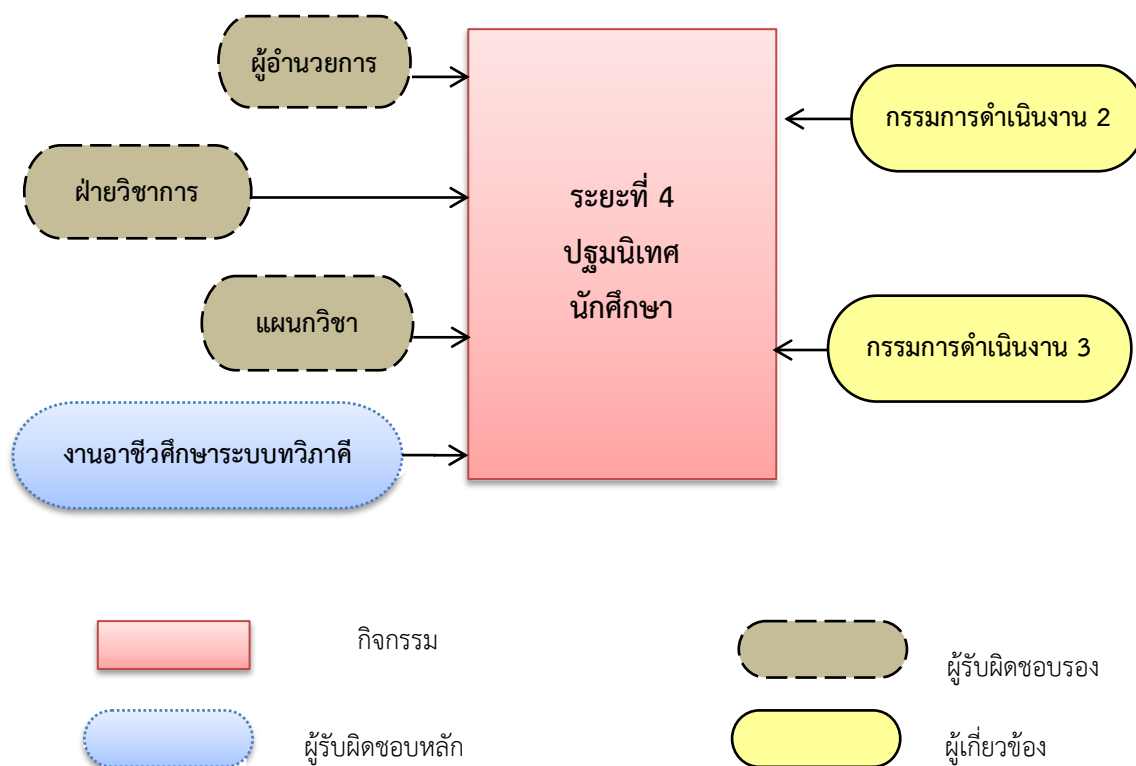 ผู้อำนวยการ
กรรมการดำเนินงาน 2
ฝ่ายวิชาการ
ระยะที่ 4
ปฐมนิเทศ
นักศึกษา
แผนกวิชา
กรรมการดำเนินงาน 3
งานอาชีวศึกษาระบบทวิภาคี
กิจกรรม
ผู้รับผิดชอบรอง
ผู้รับผิดชอบหลัก
ผู้เกี่ยวข้อง